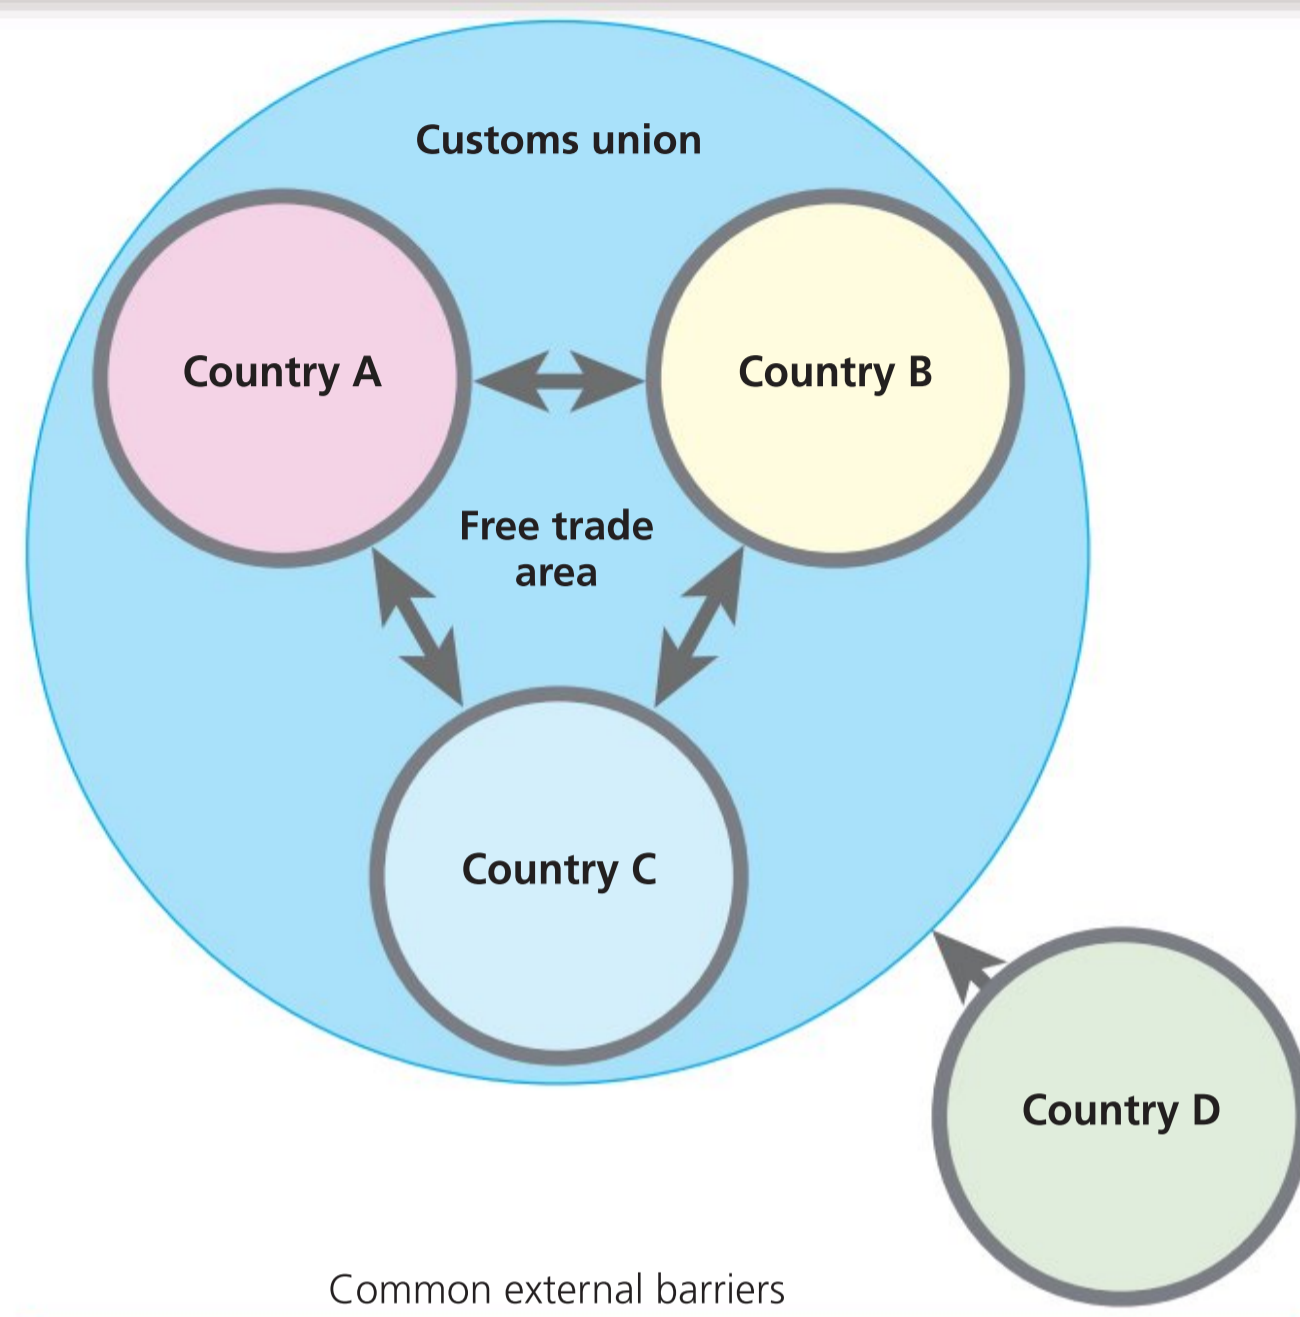 Customs union
Country A
Country B
Free trade
area
Country C
Country D
Common external barriers